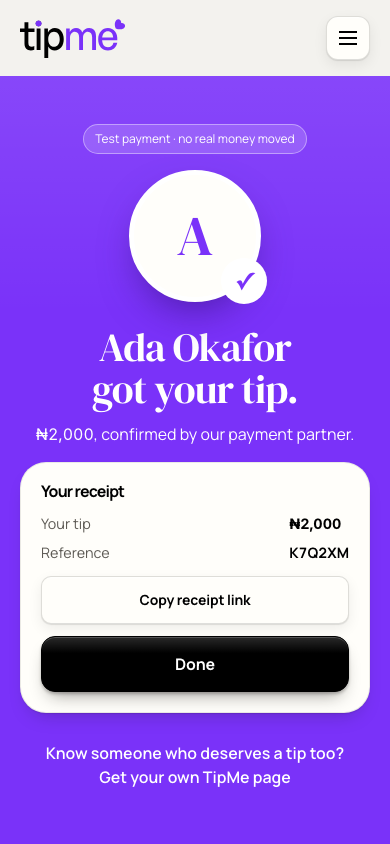 tipme
Test payment · no real money moved
A
Ada Okafor
got your tip.
₦2,000, confirmed by our payment partner.
Your receipt
Your tip ₦2,000
Reference K7Q2XM
Copy receipt link
Done
Know someone who deserves a tip too?
Get your own TipMe page